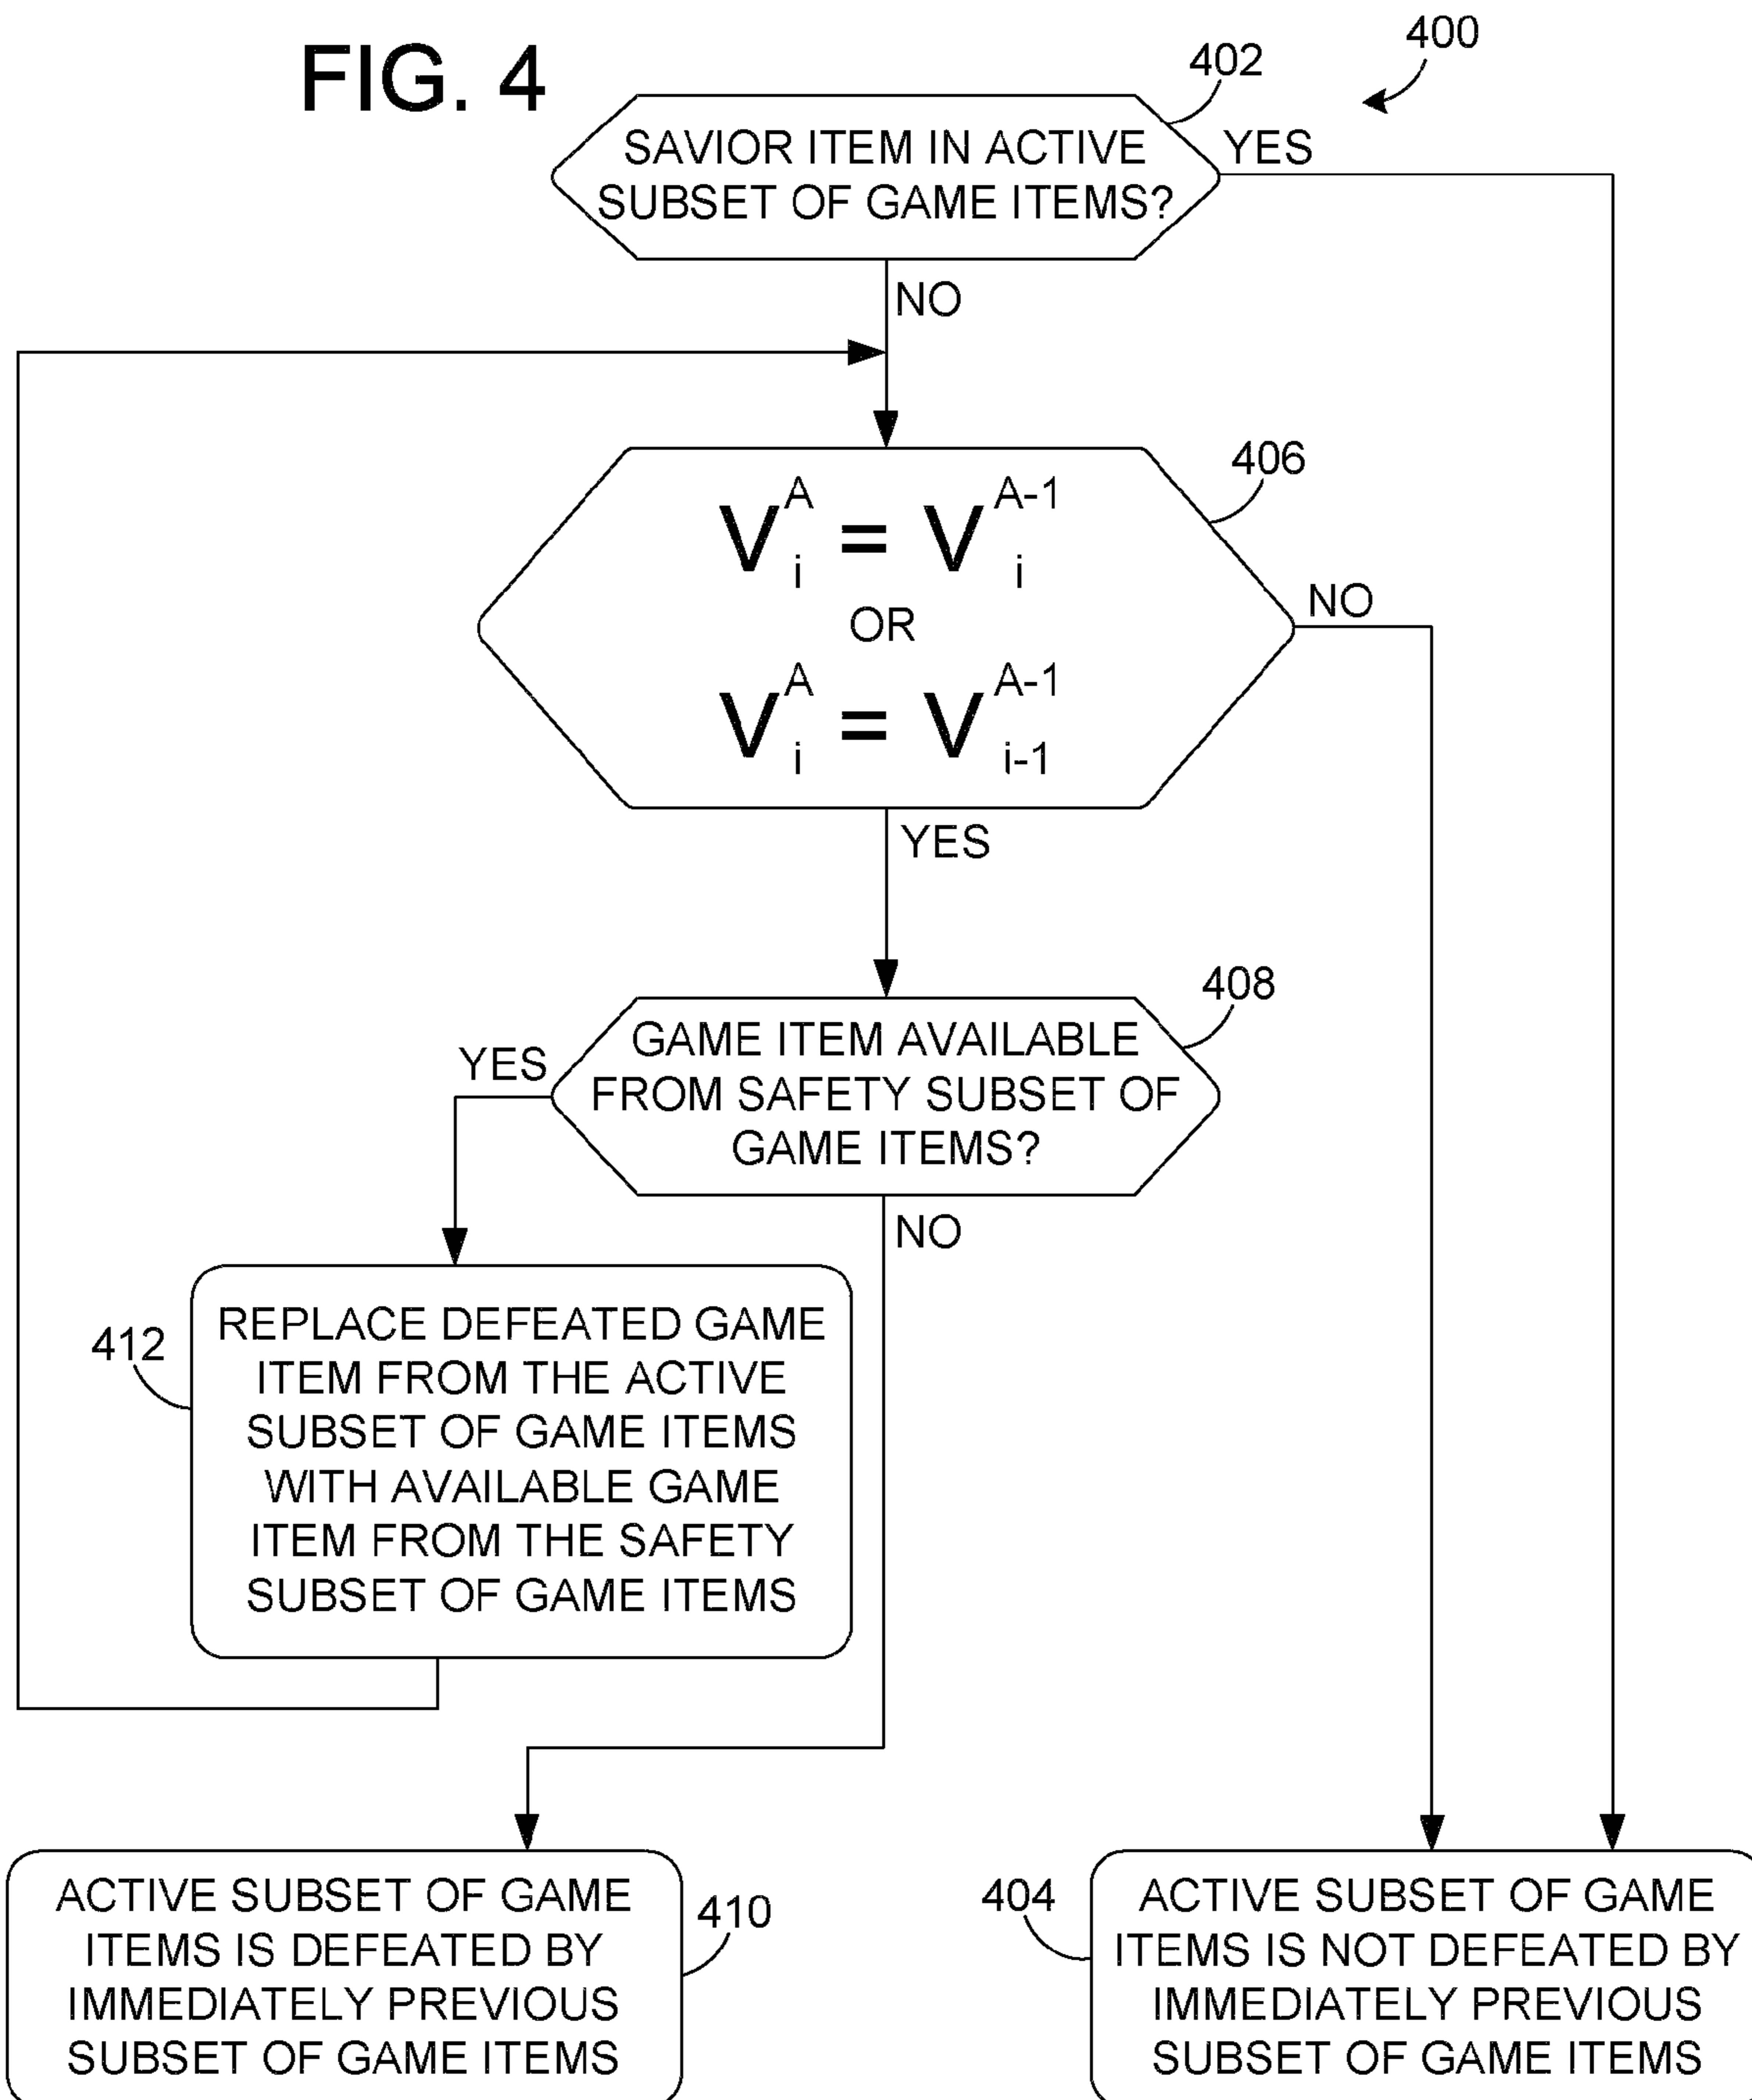 FIG. 4
400
402
SAVIOR ITEM IN ACTIVE
SUBSET OF GAME ITEMS?
YES
NO
406
V_i^A = V_i^{A-1}
OR
V_i^A = V_{i-1}^{A-1}
NO
YES
408
GAME ITEM AVAILABLE
FROM SAFETY SUBSET OF
GAME ITEMS?
YES
NO
412
REPLACE DEFEATED GAME
ITEM FROM THE ACTIVE
SUBSET OF GAME ITEMS
WITH AVAILABLE GAME
ITEM FROM THE SAFETY
SUBSET OF GAME ITEMS
ACTIVE SUBSET OF GAME
ITEMS IS DEFEATED BY
IMMEDIATELY PREVIOUS
SUBSET OF GAME ITEMS
410
404
ACTIVE SUBSET OF GAME
ITEMS IS NOT DEFEATED BY
IMMEDIATELY PREVIOUS
SUBSET OF GAME ITEMS